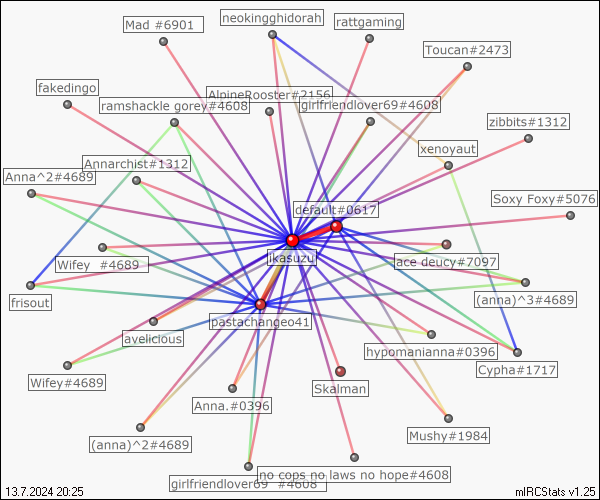 Mad #6901
neokingghidorah
rattgaming
Toucan#2473
fakedingo
AlpineRooster#2156
ramshackle gorey#4608
girlfriendlover69#4608
zibbits#1312
xenoyaut
Annarchist#1312
Anna^2#4689
Soxy Foxy#5076
default#0617
ikasuzu
Wifey #4689
ace deucy#7097
frisout
(anna)^3#4689
pastachangeo41
avelicious
hypomanianna#0396
Cypha#1717
Wifey#4689
Skalman
Anna.#0396
Mushy#1984
(anna)^2#4689
no cops no laws no hope#4608
girlfriendlover69 #4608
13.7.2024 20:25
mIRCStats v1.25